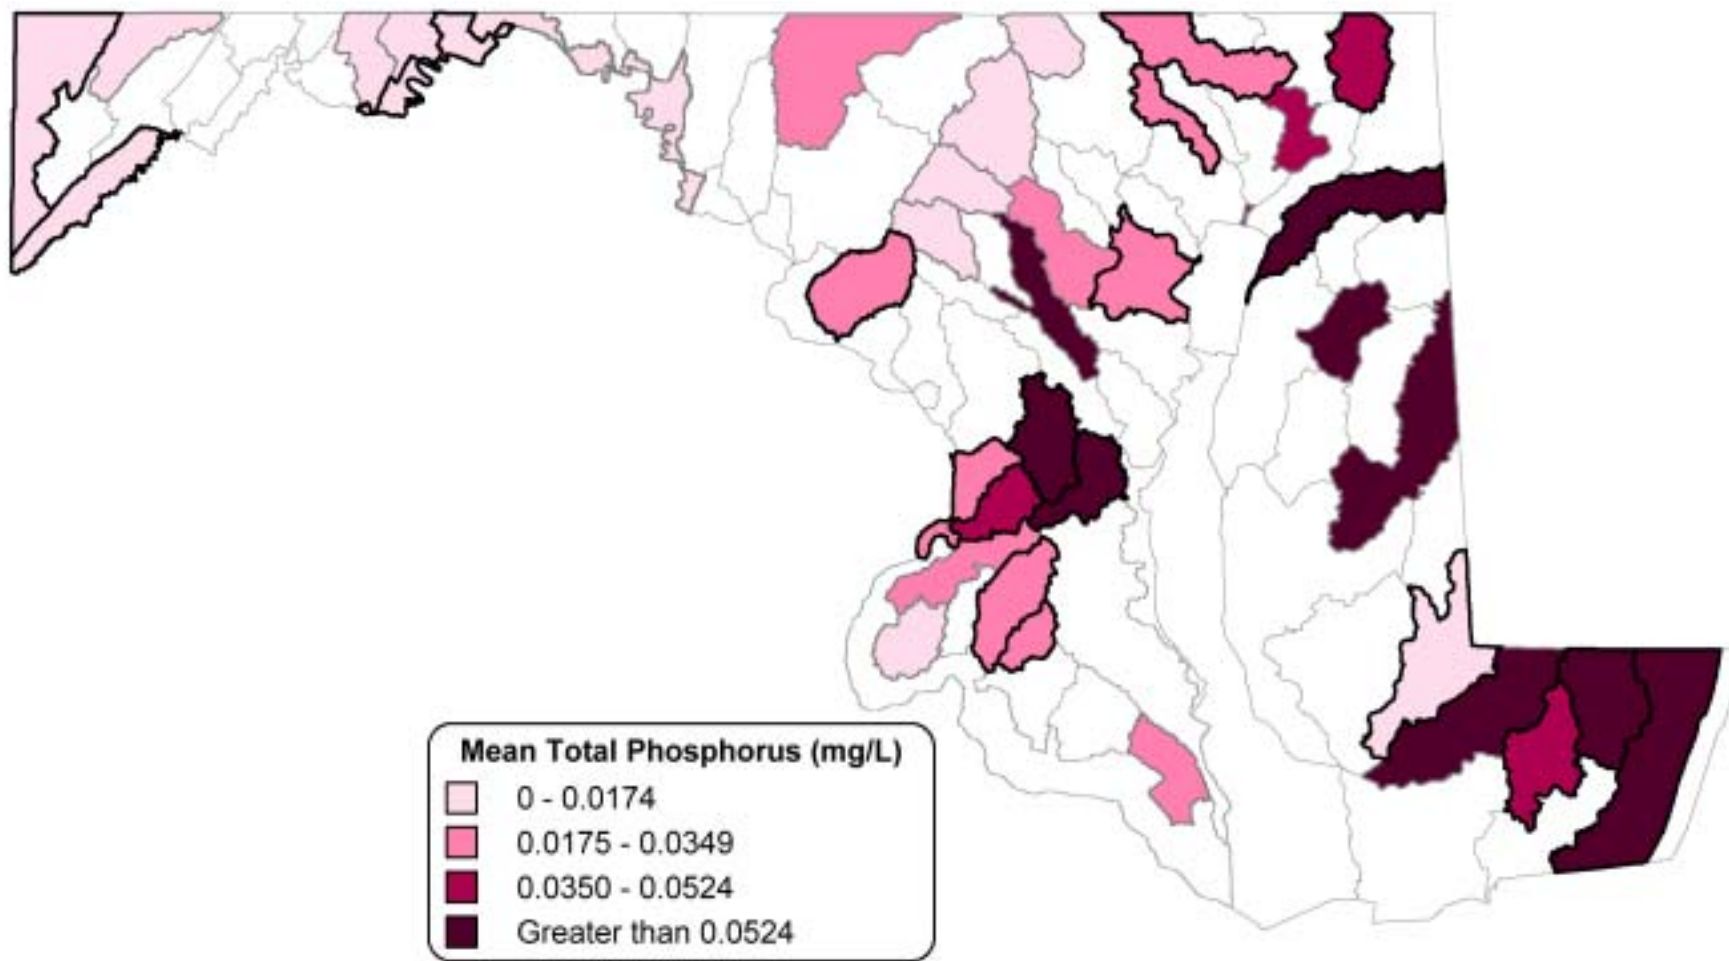 Mean Total Phosphorus (mg/L)
0 - 0.0174
0.0175 - 0.0349
0.0350 - 0.0524
Greater than 0.0524